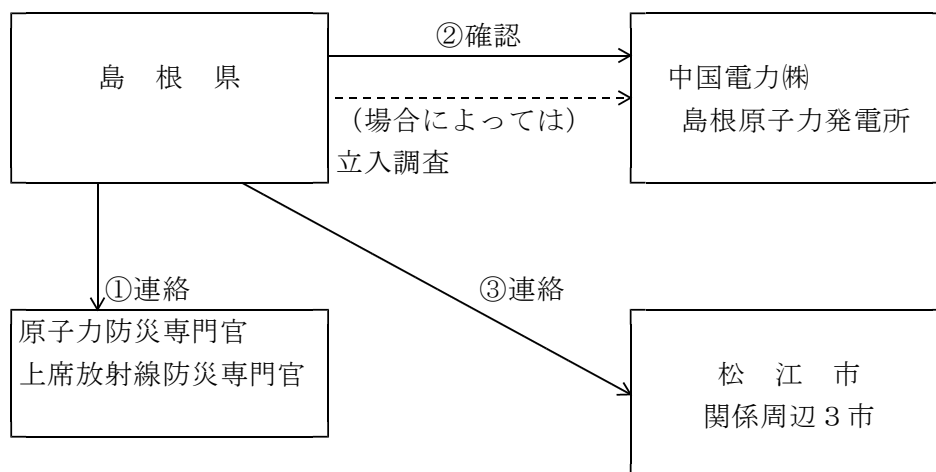 ②確認
島　根　県
中国電力㈱
島根原子力発電所
（場合によっては）
立入調査
①連絡
③連絡
原子力防災専門官
上席放射線防災専門官
松　江　市
関係周辺３市